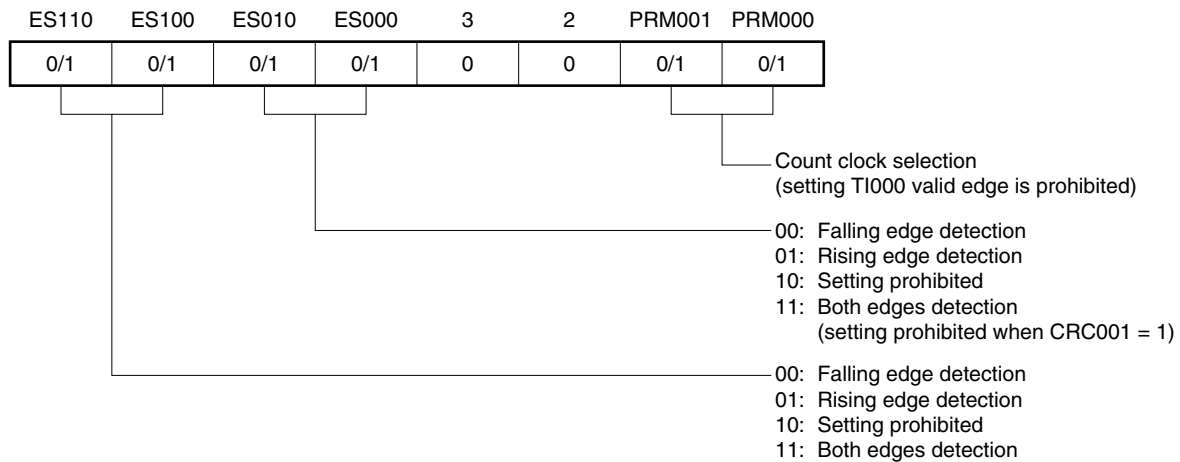 ES110 ES100 ES010 ES000 3 2 PRM001 PRM000
0/1 0/1 0/1 0/1 0 0 0/1 0/1
Count clock selection
(setting TI000 valid edge is prohibited)
00: Falling edge detection
01: Rising edge detection
10: Setting prohibited
11: Both edges detection
(setting prohibited when CRC001 = 1)
00: Falling edge detection
01: Rising edge detection
10: Setting prohibited
11: Both edges detection